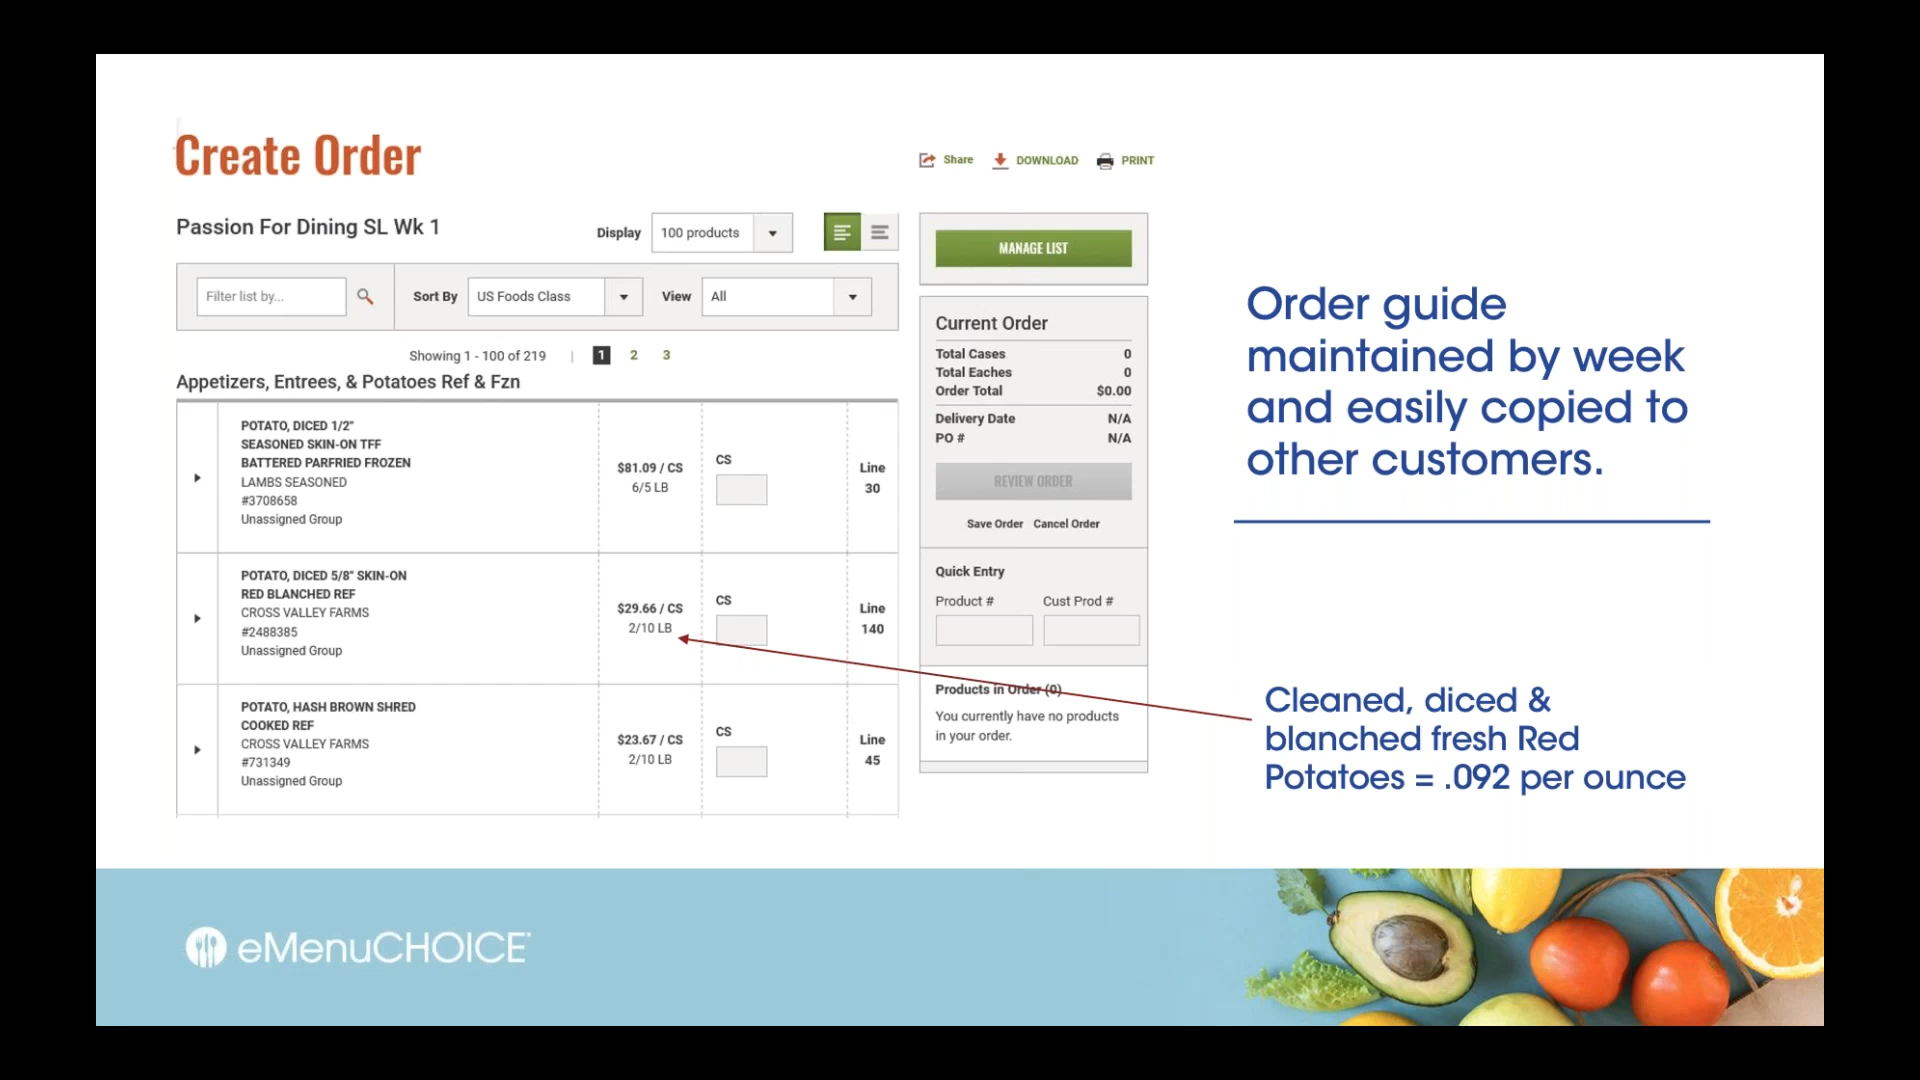 Create Order
Share DOWNLOAD PRINT
Passion For Dining SL Wk 1
Display 100 products
Filter list by...
Sort By US Foods Class View All
Showing 1 - 100 of 219 | 1 2 3
Appetizers, Entrees, & Potatoes Ref & Fzn
POTATO, DICED 1/2"
SEASONED SKIN-ON TFF
BATTERED PARFRIED FROZEN
LAMBS SEASONED
#3708658
Unassigned Group
$81.09 / CS
6/5 LB
CS
Line
30
POTATO, DICED 5/8" SKIN-ON
RED BLANCHED REF
CROSS VALLEY FARMS
#2488385
Unassigned Group
$29.66 / CS
2/10 LB
CS
Line
140
POTATO, HASH BROWN SHRED
COOKED REF
CROSS VALLEY FARMS
#731349
Unassigned Group
$23.67 / CS
2/10 LB
CS
Line
45
MANAGE LIST
Current Order
Total Cases 0
Total Eaches 0
Order Total $0.00
Delivery Date N/A
PO # N/A
REVIEW ORDER
Save Order Cancel Order
Quick Entry
Product # Cust Prod #
Products in Order (0)
You currently have no products
in your order.
Order guide
maintained by week
and easily copied to
other customers.
Cleaned, diced &
blanched fresh Red
Potatoes = .092 per ounce
eMenuCHOICE